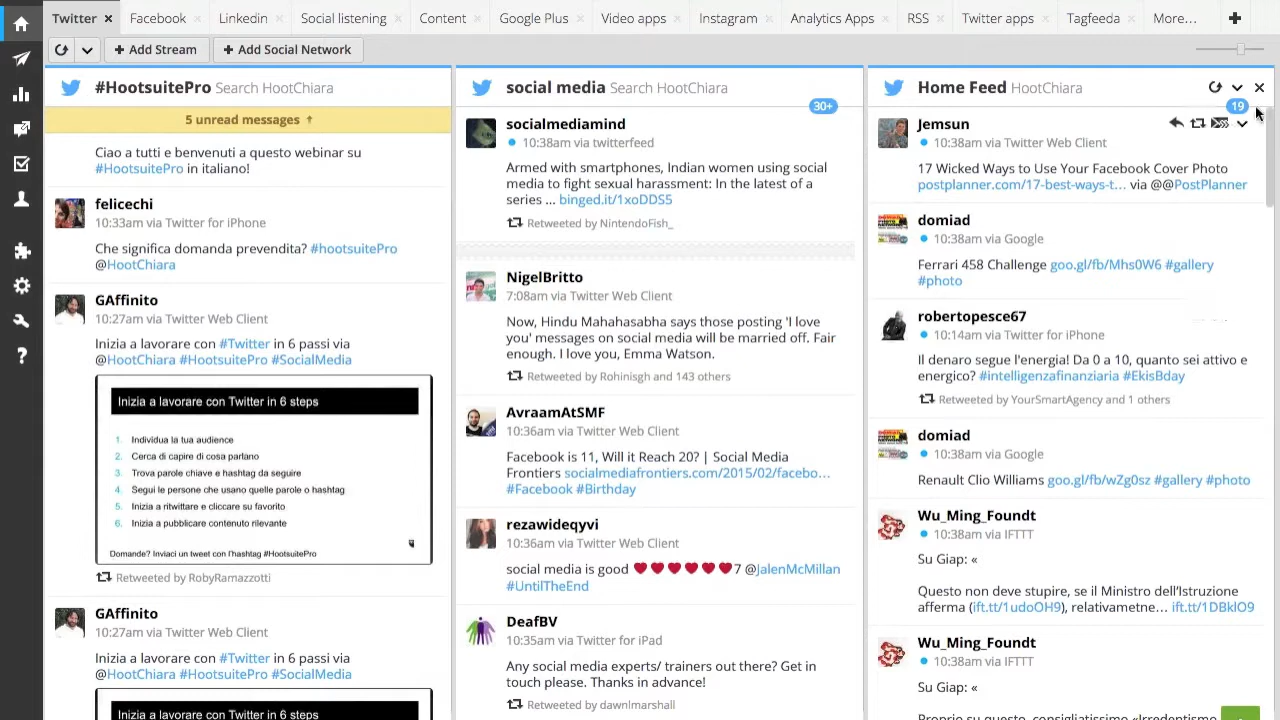 Twitter × Facebook × Linkedin × Social listening × Content × Google Plus × Video apps × Instagram × Analytics Apps × RSS × Twitter apps × Tagfeeda × More... +
+ Add Stream + Add Social Network
#HootsuitePro Search HootChiara
5 unread messages ↑
Ciao a tutti e benvenuti a questo webinar su
#HootsuitePro in italiano!
felicechi
10:33am via Twitter for iPhone
Che significa domanda prevendita? #hootsuitePro
@HootChiara
GAffinito
10:27am via Twitter Web Client
Inizia a lavorare con #Twitter in 6 passi via
@HootChiara #HootsuitePro #SocialMedia
Inizia a lavorare con Twitter in 6 steps
1. Individua la tua audience
2. Cerca di capire di cosa parlano
3. Trova parole chiave e hashtag da seguire
4. Segui le persone che usano quelle parole o hashtag
5. Inizia a ritwittare e cliccare su favorito
6. Inizia a pubblicare contenuto rilevante
Domande? Inviaci un tweet con l'hashtag #HootsuitePro
Retweeted by RobyRamazzotti
GAffinito
10:27am via Twitter Web Client
Inizia a lavorare con #Twitter in 6 passi via
@HootChiara #HootsuitePro #SocialMedia
Inizia a lavorare con Twitter in 6 steps
social media Search HootChiara
30+
socialmediamind
10:38am via twitterfeed
Armed with smartphones, Indian women using social
media to fight sexual harassment: In the latest of a
series ... binged.it/1xoDDS5
Retweeted by NintendoFish_
NigelBritto
7:08am via Twitter Web Client
Now, Hindu Mahahasabha says those posting 'I love
you' messages on social media will be married off. Fair
enough. I love you, Emma Watson.
Retweeted by Rohinisgh and 143 others
AvraamAtSMF
10:36am via Twitter Web Client
Facebook is 11, Will it Reach 20? | Social Media
Frontiers socialmediafrontiers.com/2015/02/facebo...
#Facebook #Birthday
rezawideqyvi
10:36am via Twitter Web Client
social media is good ♥♥♥♥♥♥7 @JalenMcMillan
#UntilTheEnd
DeafBV
10:35am via Twitter for iPad
Any social media experts/ trainers out there? Get in
touch please. Thanks in advance!
Retweeted by dawnlmarshall
Home Feed HootChiara
19
Jemsun
10:38am via Twitter Web Client
17 Wicked Ways to Use Your Facebook Cover Photo
postplanner.com/17-best-ways-t... via @@PostPlanner
domiad
10:38am via Google
Ferrari 458 Challenge goo.gl/fb/Mhs0W6 #gallery
#photo
robertopesce67
10:14am via Twitter for iPhone
Il denaro segue l'energia! Da 0 a 10, quanto sei attivo e
energico? #intelligenzafinanziaria #EkisBday
Retweeted by YourSmartAgency and 1 others
domiad
10:38am via Google
Renault Clio Williams goo.gl/fb/wZg0sz #gallery #photo
Wu_Ming_Foundt
10:38am via IFTTT
Su Giap: «
Questo non deve stupire, se il Ministro dell'Istruzione
afferma (ift.tt/1udoOH9), relativametne... ift.tt/1DBklO9
Wu_Ming_Foundt
10:38am via IFTTT
Su Giap: «
Proprio su questo, consigliatissimo «Irredentismo